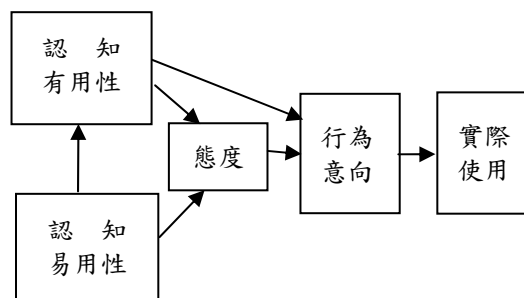 認 知
有用性
態度
行為
意向
實際
使用
認 知
易用性